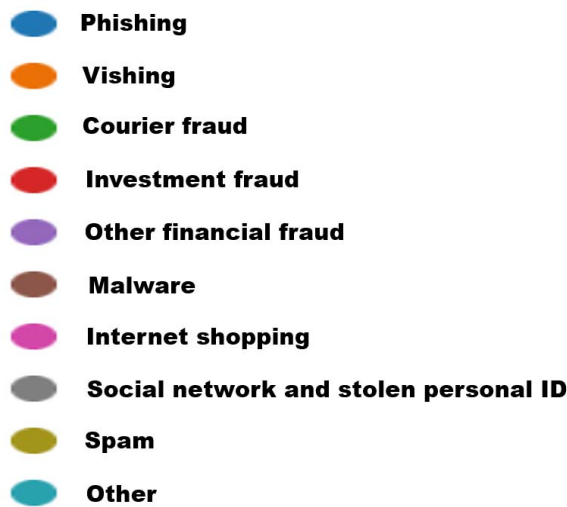 Phishing
Vishing
Courier fraud
Investment fraud
Other financial fraud
Malware
Internet shopping
Social network and stolen personal ID
Spam
Other